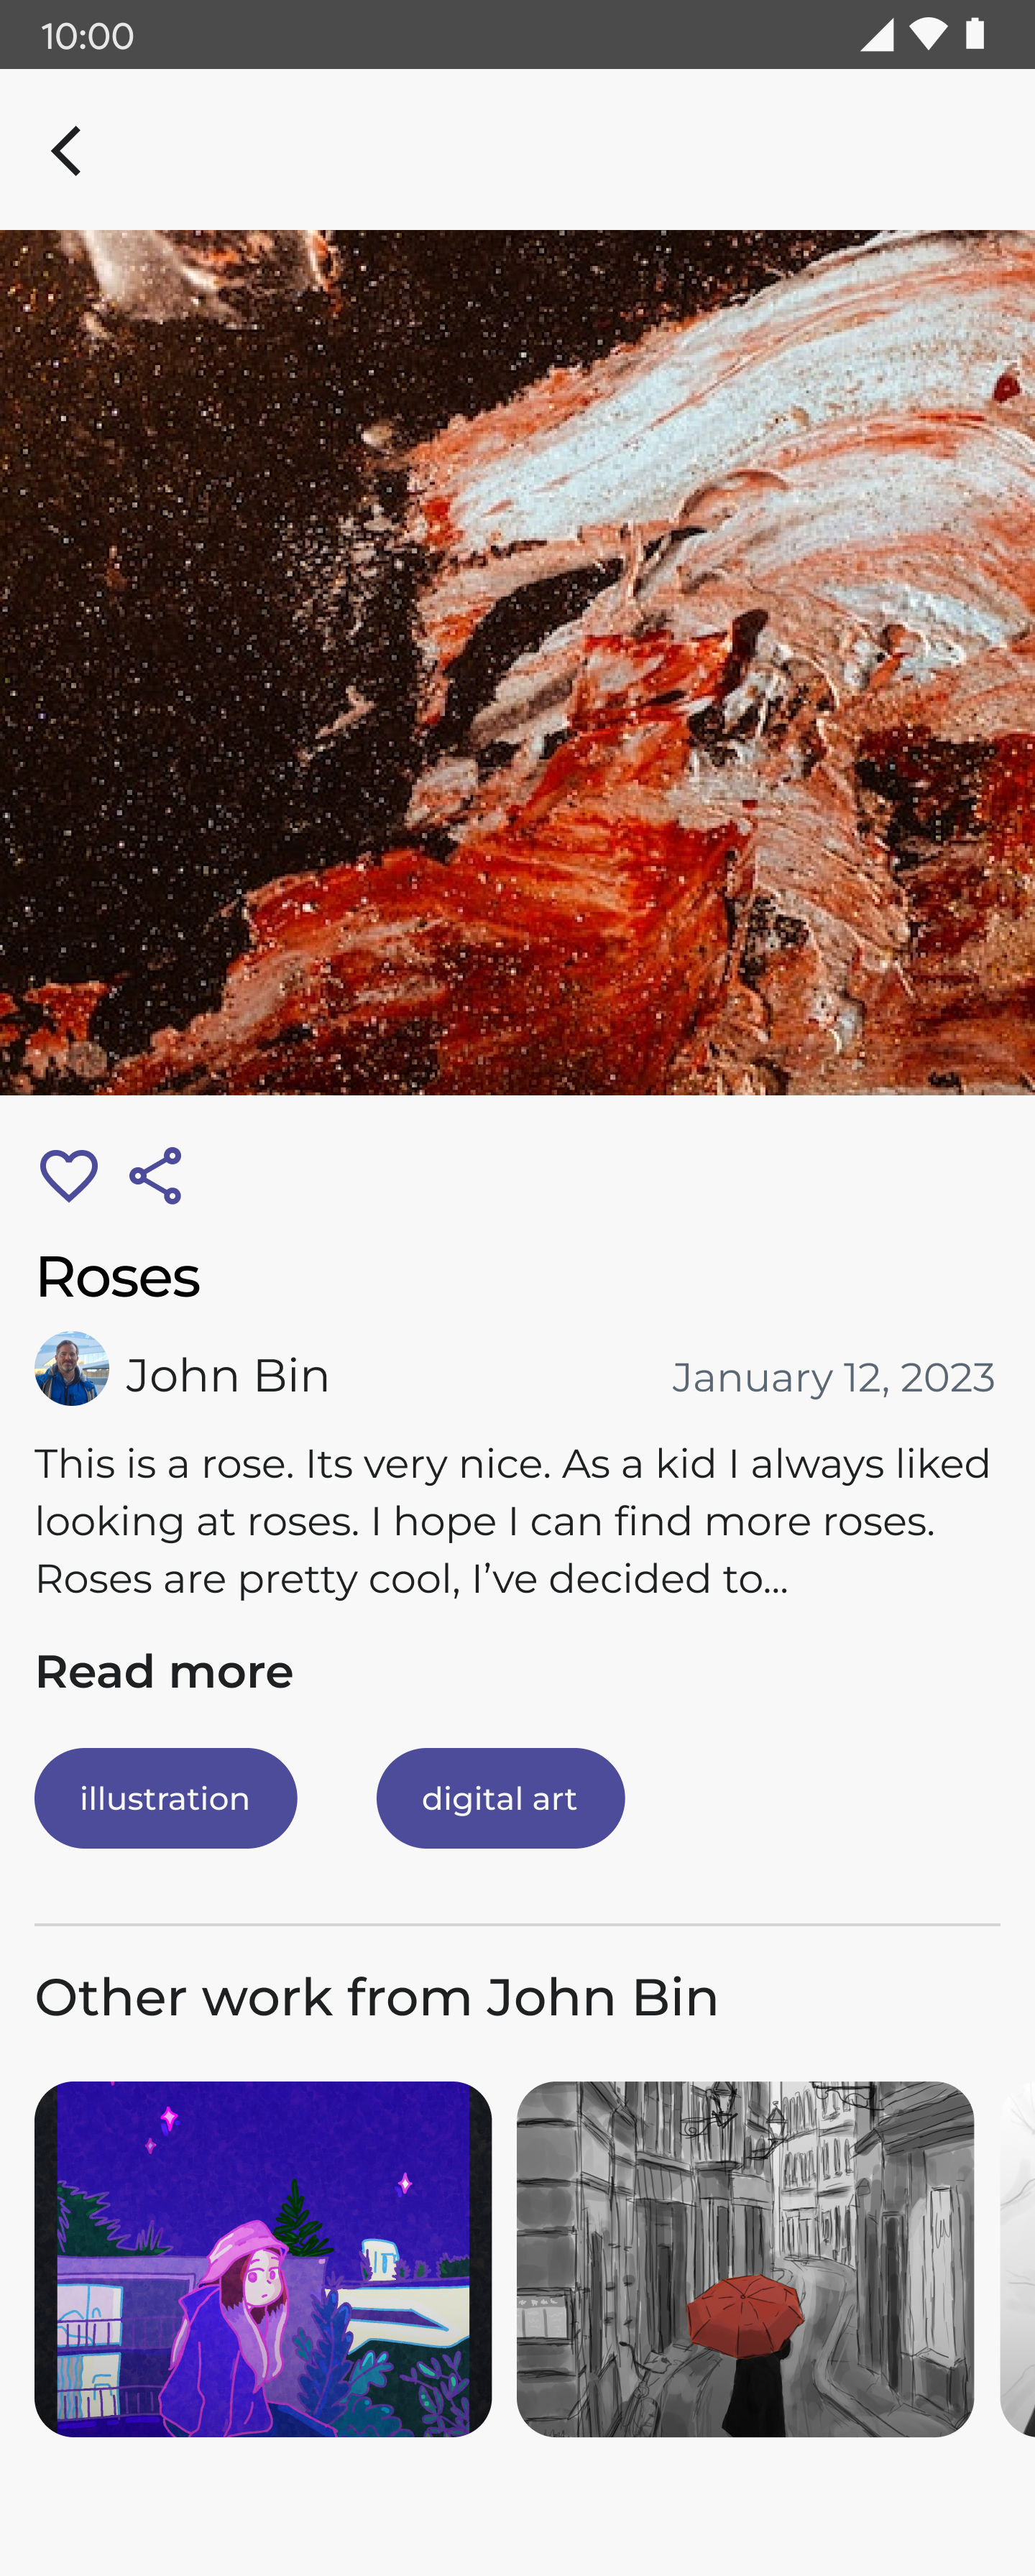 10:00
Roses
John Bin
January 12, 2023
This is a rose. Its very nice. As a kid I always liked
looking at roses. I hope I can find more roses.
Roses are pretty cool, I’ve decided to...
Read more
illustration
digital art
Other work from John Bin